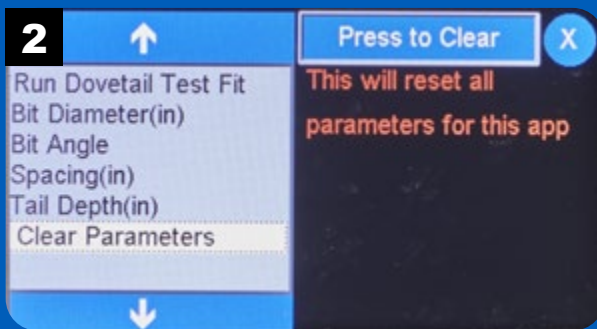 2
Run Dovetail Test Fit
Bit Diameter(in)
Bit Angle
Spacing(in)
Tail Depth(in)
Clear Parameters
Press to Clear
X
This will reset all
parameters for this app